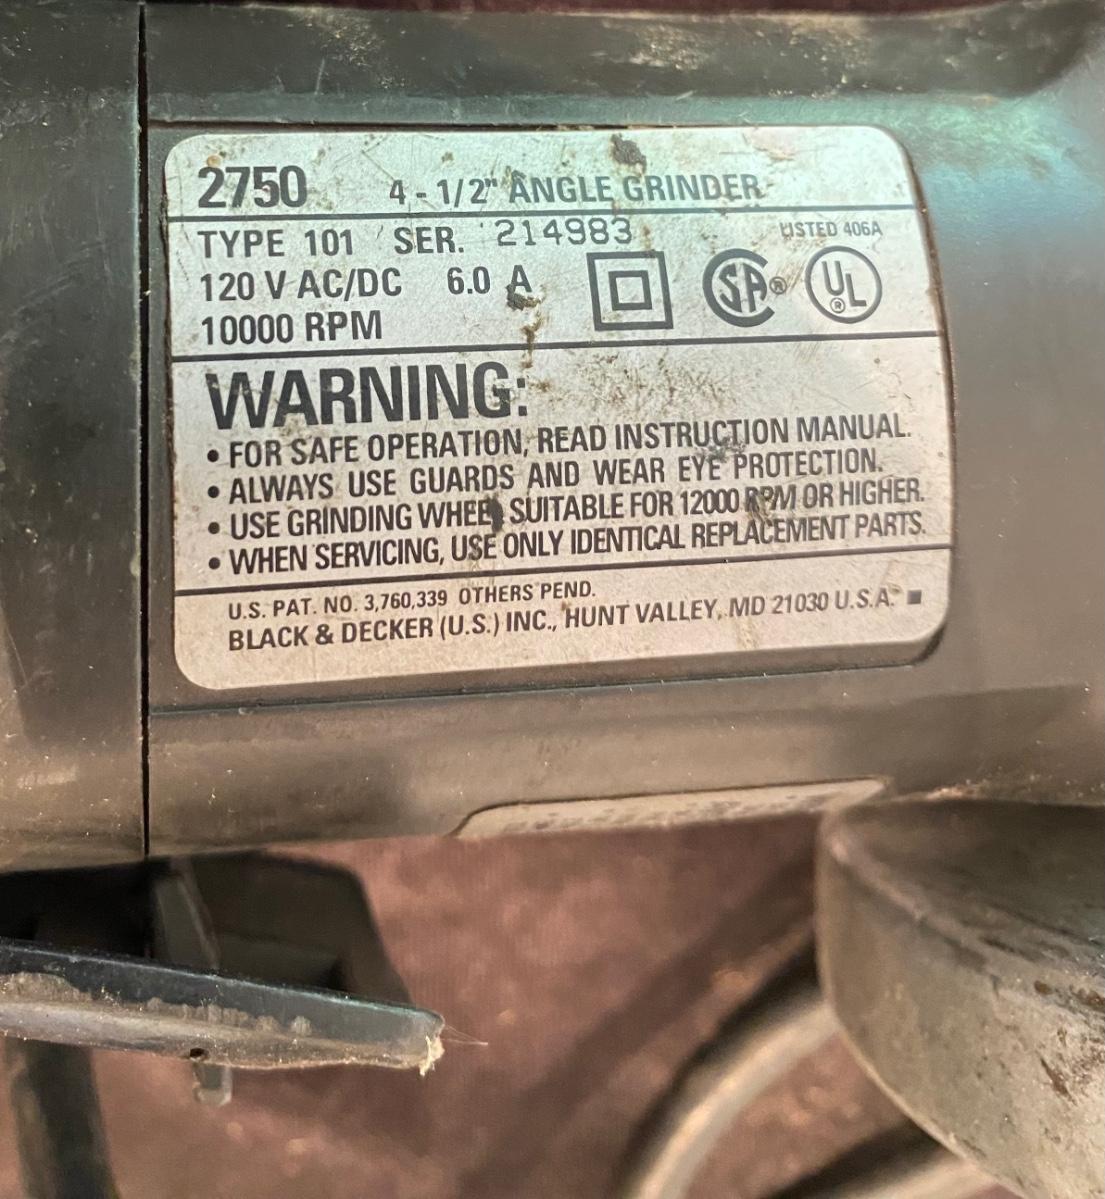 2750 4-1/2" ANGLE GRINDER
TYPE 101 SER. 214983 LISTED 406A
120 V AC/DC 6.0 A SA® UL®
10000 RPM
WARNING:
• FOR SAFE OPERATION, READ INSTRUCTION MANUAL.
• ALWAYS USE GUARDS AND WEAR EYE PROTECTION.
• USE GRINDING WHEEL SUITABLE FOR 12000 RPM OR HIGHER.
• WHEN SERVICING, USE ONLY IDENTICAL REPLACEMENT PARTS.
U.S. PAT. NO. 3,760,339 OTHERS PEND.
BLACK & DECKER (U.S.) INC., HUNT VALLEY, MD 21030 U.S.A. ■